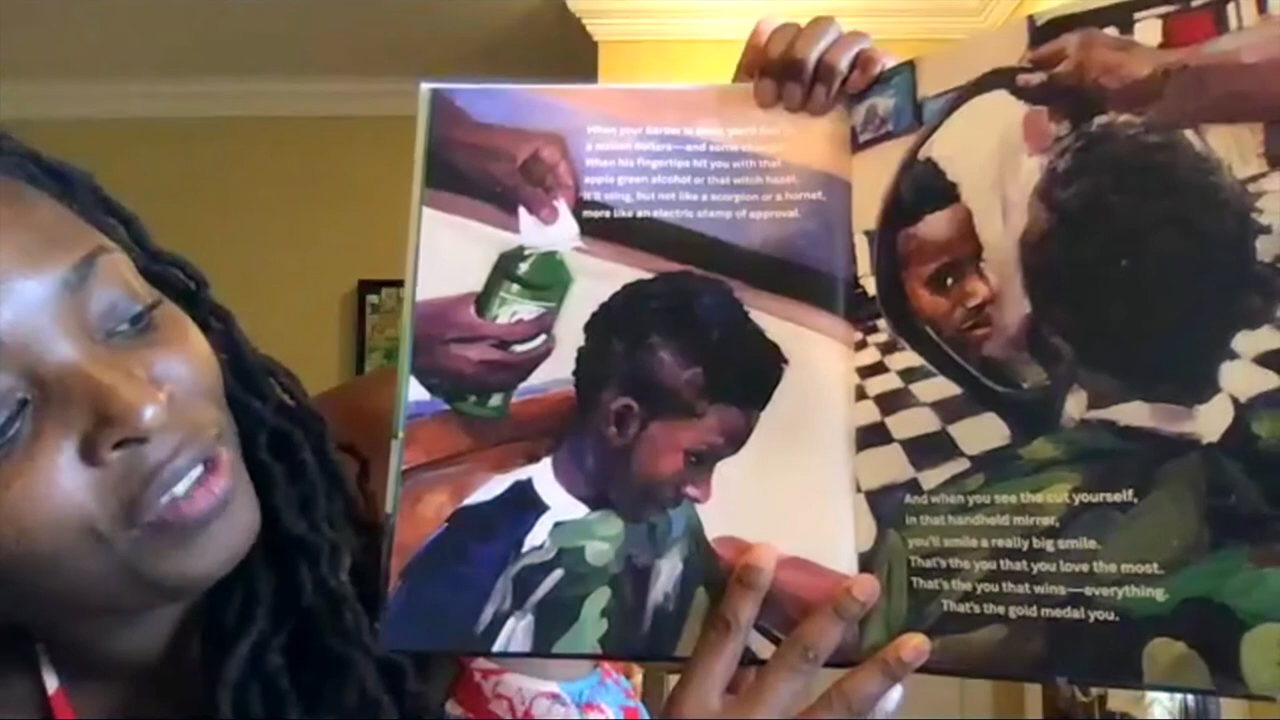 When your barber is done, you'll feel
a million dollars—and some change
When his fingertips hit you with that
apple green alcohol or that witch hazel,
it'll sting, but not like a scorpion or a hornet,
more like an electric stamp of approval.
And when you see the cut yourself,
in that handheld mirror,
you'll smile a really big smile.
That's the you that you love the most.
That's the you that wins—everything.
That's the gold medal you.